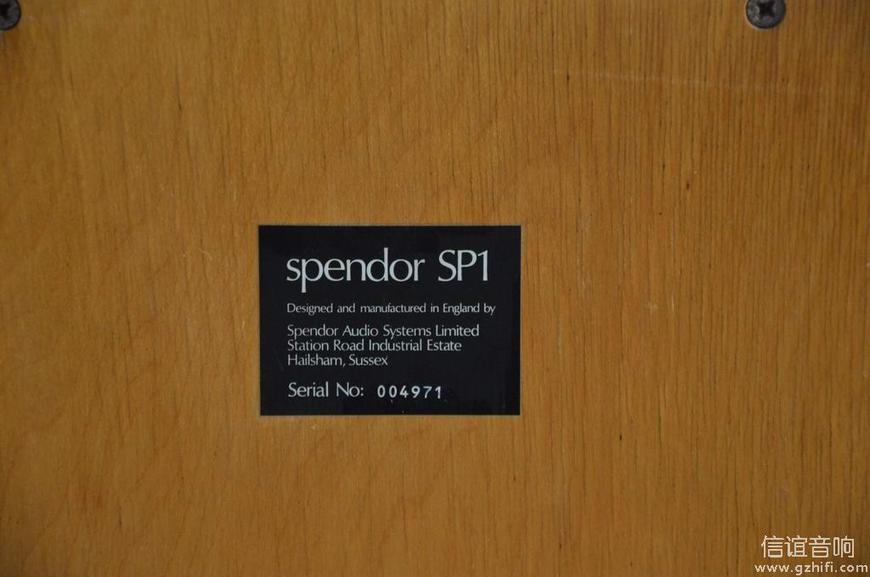 spendor SP1
Designed and manufactured in England by
Spendor Audio Systems Limited
Station Road Industrial Estate
Hailsham, Sussex
Serial No: 004971
信谊音响
www.gzhifi.com